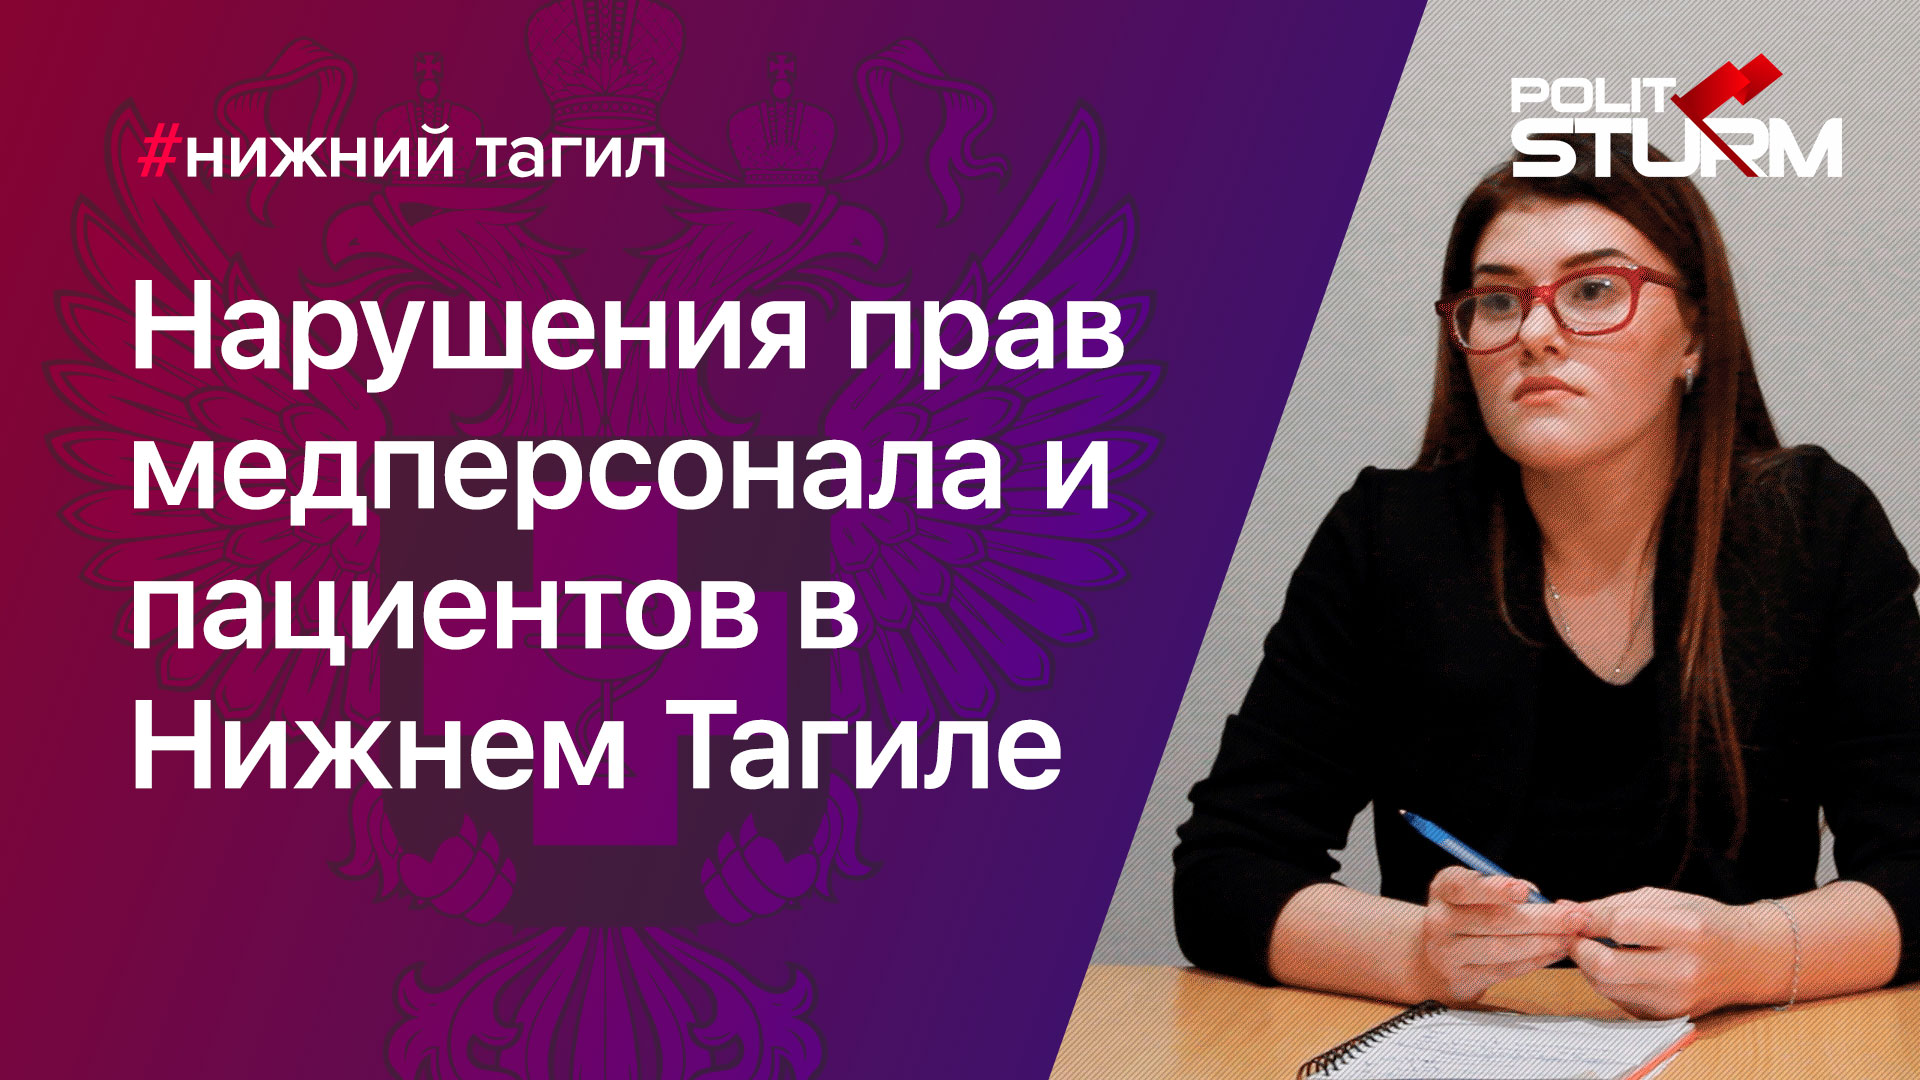 #нижний тагил
POLIT
STURM
Нарушения прав
медперсонала и
пациентов в
Нижнем Тагиле